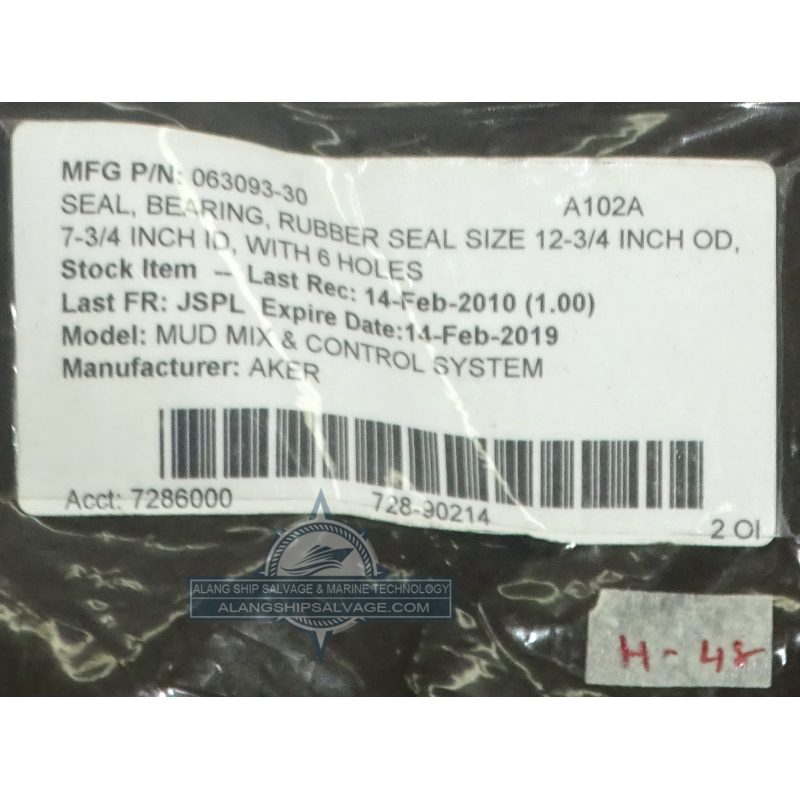 MFG P/N: 063093-30 A102A
SEAL, BEARING, RUBBER SEAL SIZE 12-3/4 INCH OD,
7-3/4 INCH ID, WITH 6 HOLES
Stock Item – Last Rec: 14-Feb-2010 (1.00)
Last FR: JSPL Expire Date:14-Feb-2019
Model: MUD MIX & CONTROL SYSTEM
Manufacturer: AKER
Acct: 7286000 728-90214 2 OI
ALANG SHIP SALVAGE & MARINE TECHNOLOGY
ALANGSHIPSALVAGE.COM
H-48